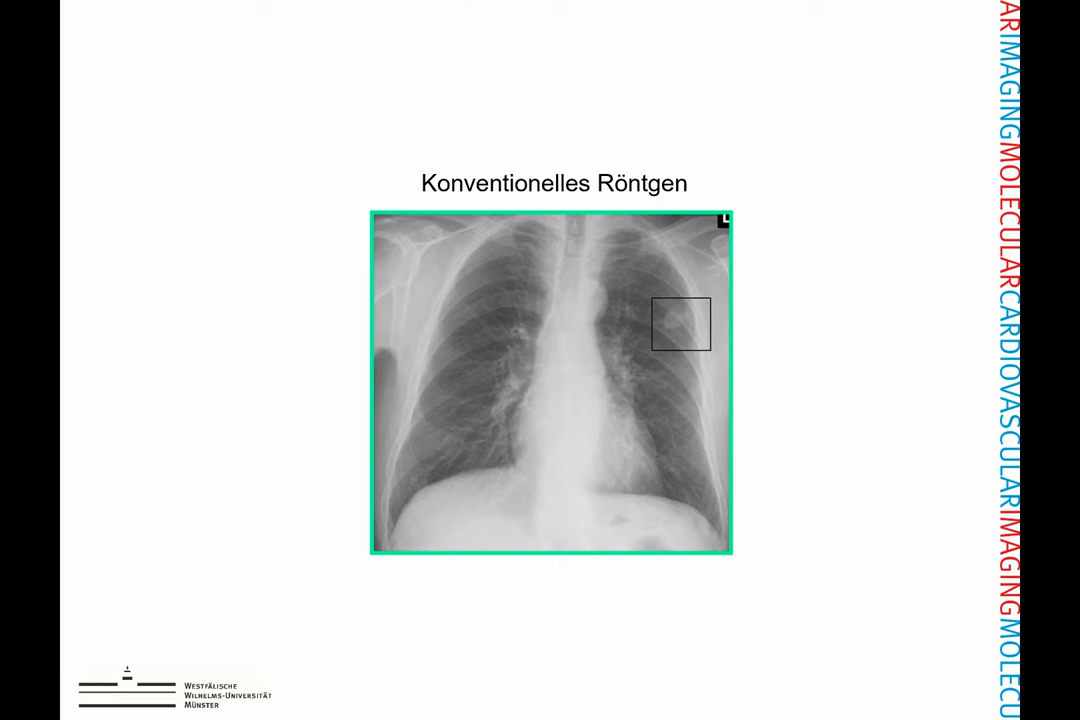 Konventionelles Röntgen
L
ARIMAGINGMOLECULARCARDIOVASCULARIMAGINGMOLECU
WESTFÄLISCHE
WILHELMS-UNIVERSITÄT
MÜNSTER